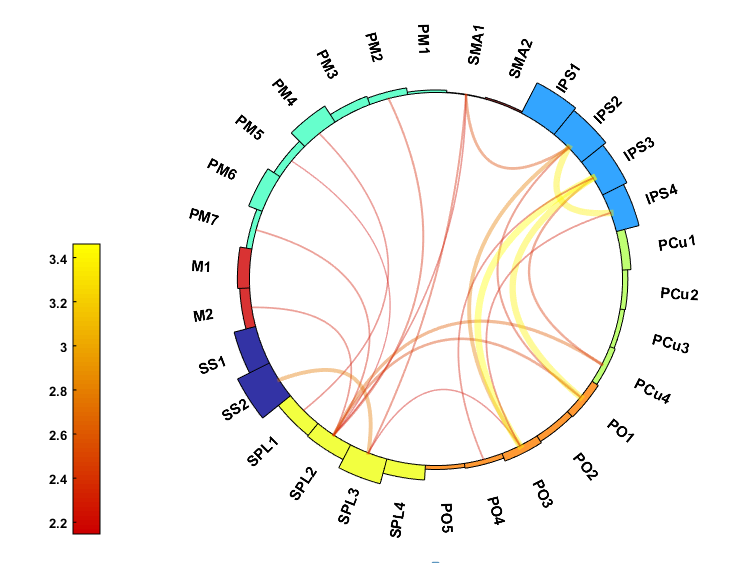 PM1
SMA1
SMA2
PM2
PM3
IPS1
PM4
IPS2
PM5
IPS3
PM6
IPS4
PM7
PCu1
M1
PCu2
M2
PCu3
SS1
PCu4
SS2
PO1
SPL1
PO2
SPL2
PO3
SPL3
PO4
SPL4
PO5
3.4
3.2
3
2.8
2.6
2.4
2.2